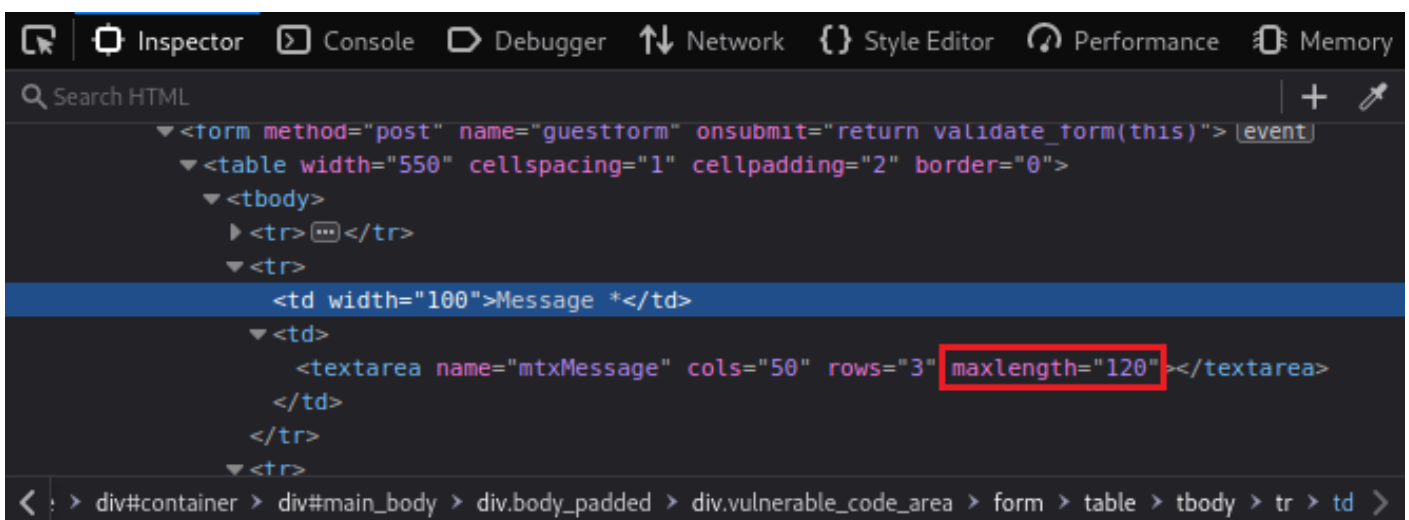 Inspector Console Debugger Network {} Style Editor Performance Memory
Search HTML +
<form method="post" name="guestform" onsubmit="return validate_form(this)"> event
<table width="550" cellspacing="1" cellpadding="2" border="0">
<tbody>
<tr>⋯</tr>
<tr>
<td width="100">Message *</td>
<td>
<textarea name="mtxMessage" cols="50" rows="3" maxlength="120"></textarea>
</td>
</tr>
<tr>
div#container > div#main_body > div.body_padded > div.vulnerable_code_area > form > table > tbody > tr > td